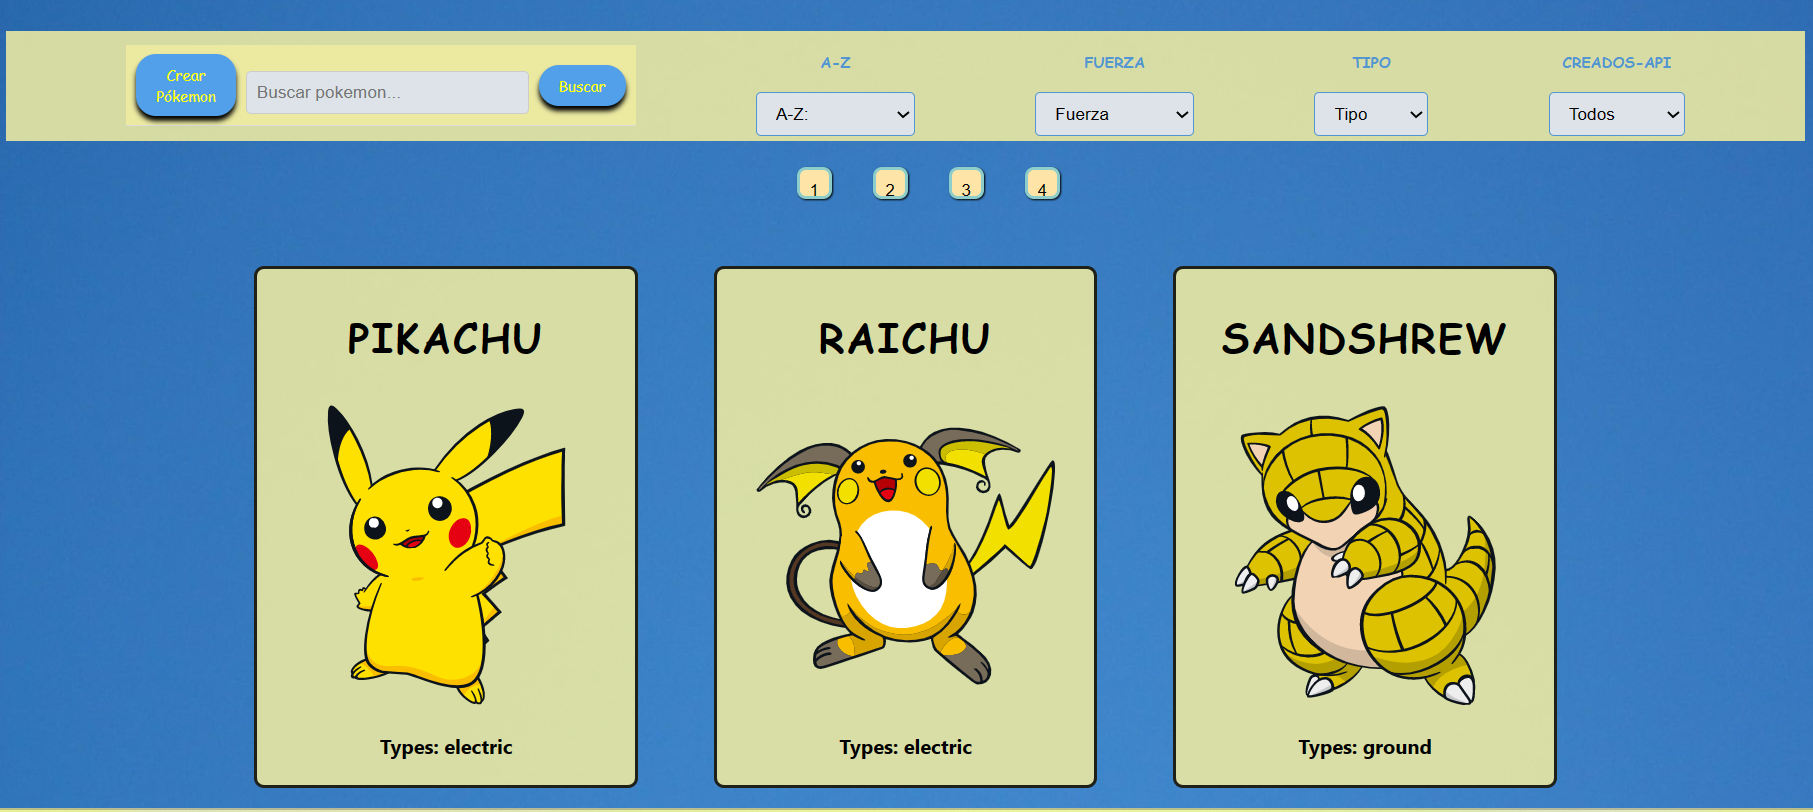 Crear
Pókemon
Buscar pokemon...
Buscar
A-Z
A-Z:
FUERZA
Fuerza
TIPO
Tipo
CREADOS-API
Todos
1 2 3 4
PIKACHU
Types: electric
RAICHU
Types: electric
SANDSHREW
Types: ground